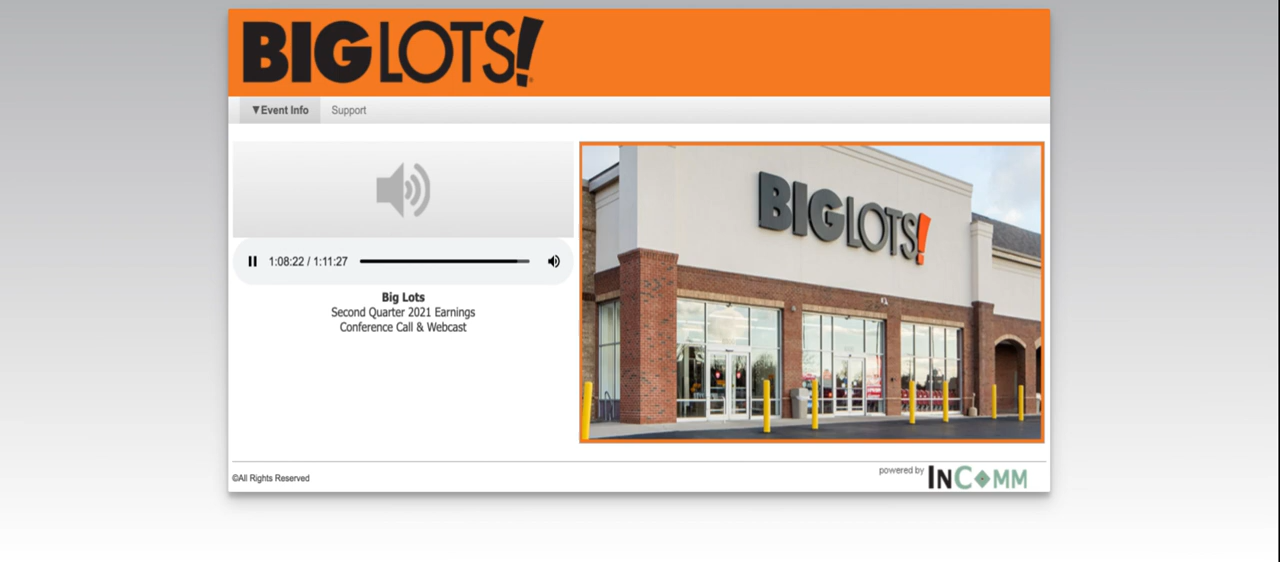 BIG LOTS!
▼Event Info Support
BIG LOTS!
1:08:22 / 1:11:27
Big Lots
Second Quarter 2021 Earnings
Conference Call & Webcast
©All Rights Reserved
powered by INCOMM